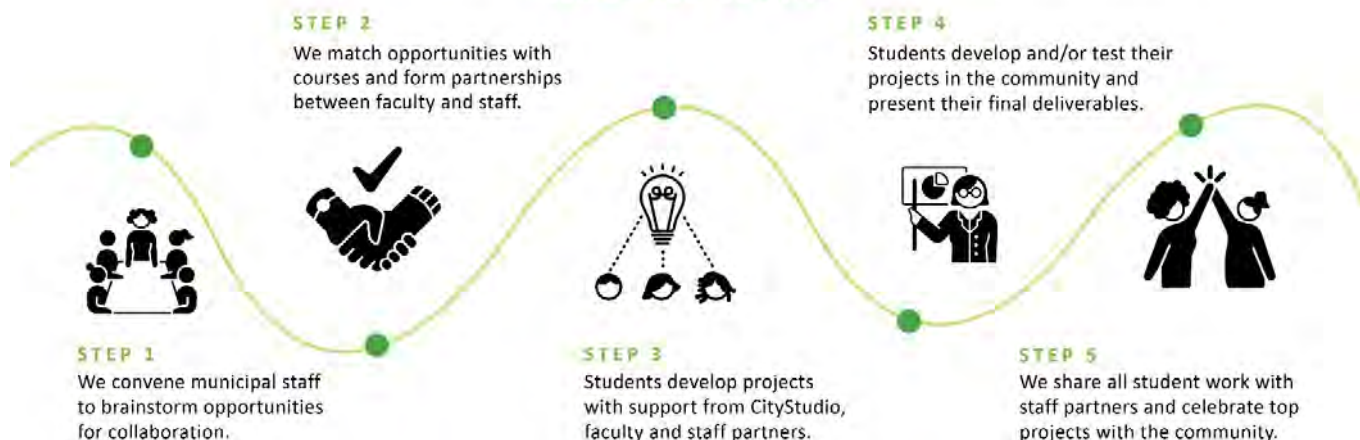 STEP 1
We convene municipal staff
to brainstorm opportunities
for collaboration.
STEP 2
We match opportunities with
courses and form partnerships
between faculty and staff.
STEP 3
Students develop projects
with support from CityStudio,
faculty and staff partners.
STEP 4
Students develop and/or test their
projects in the community and
present their final deliverables.
STEP 5
We share all student work with
staff partners and celebrate top
projects with the community.